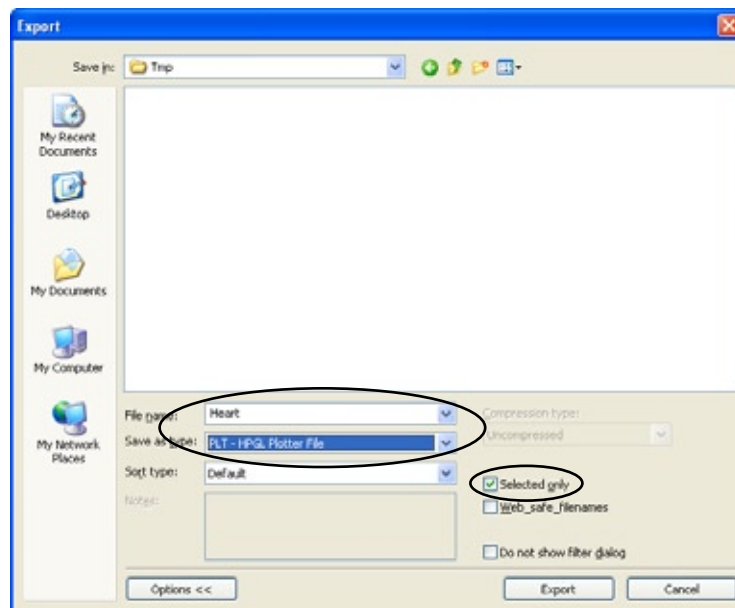 Export
Save in: Tmp
My Recent
Documents
Desktop
My Documents
My Computer
My Network
Places
File name: Heart
Save as type: PLT - HPGL Plotter File
Sort type: Default
Notes:
Compression type:
Uncompressed
Selected only
Web_safe_filenames
Do not show filter dialog
Options <<
Export
Cancel